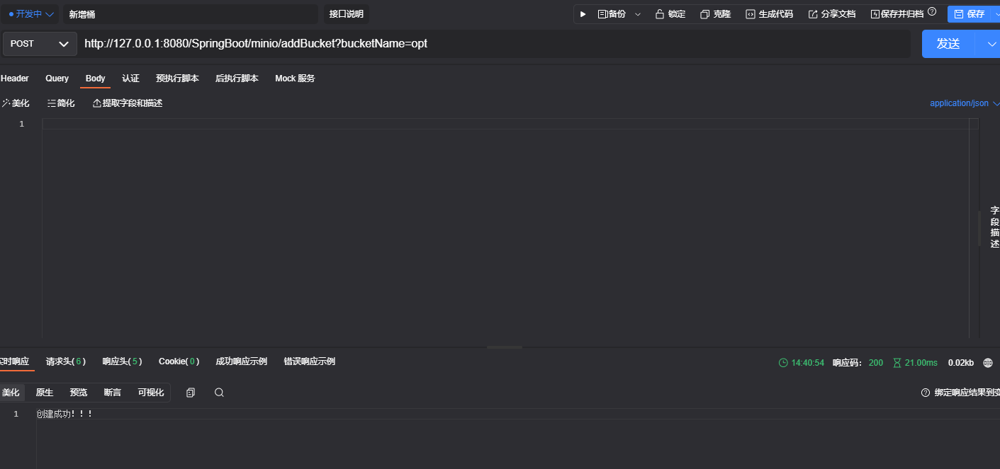 开发中 新增桶 接口说明 备份 锁定 克隆 生成代码 分享文档 保存并归档 保存
POST http://127.0.0.1:8080/SpringBoot/minio/addBucket?bucketName=opt 发送
Header Query Body 认证 预执行脚本 后执行脚本 Mock 服务
美化 简化 提取字段和描述 application/json
1
字段描述
实时响应 请求头(6) 响应头(5) Cookie(0) 成功响应示例 错误响应示例 14:40:54 响应码: 200 21.00ms 0.02kb
美化 原生 预览 断言 可视化 绑定响应结果到变
1 创建成功！！！